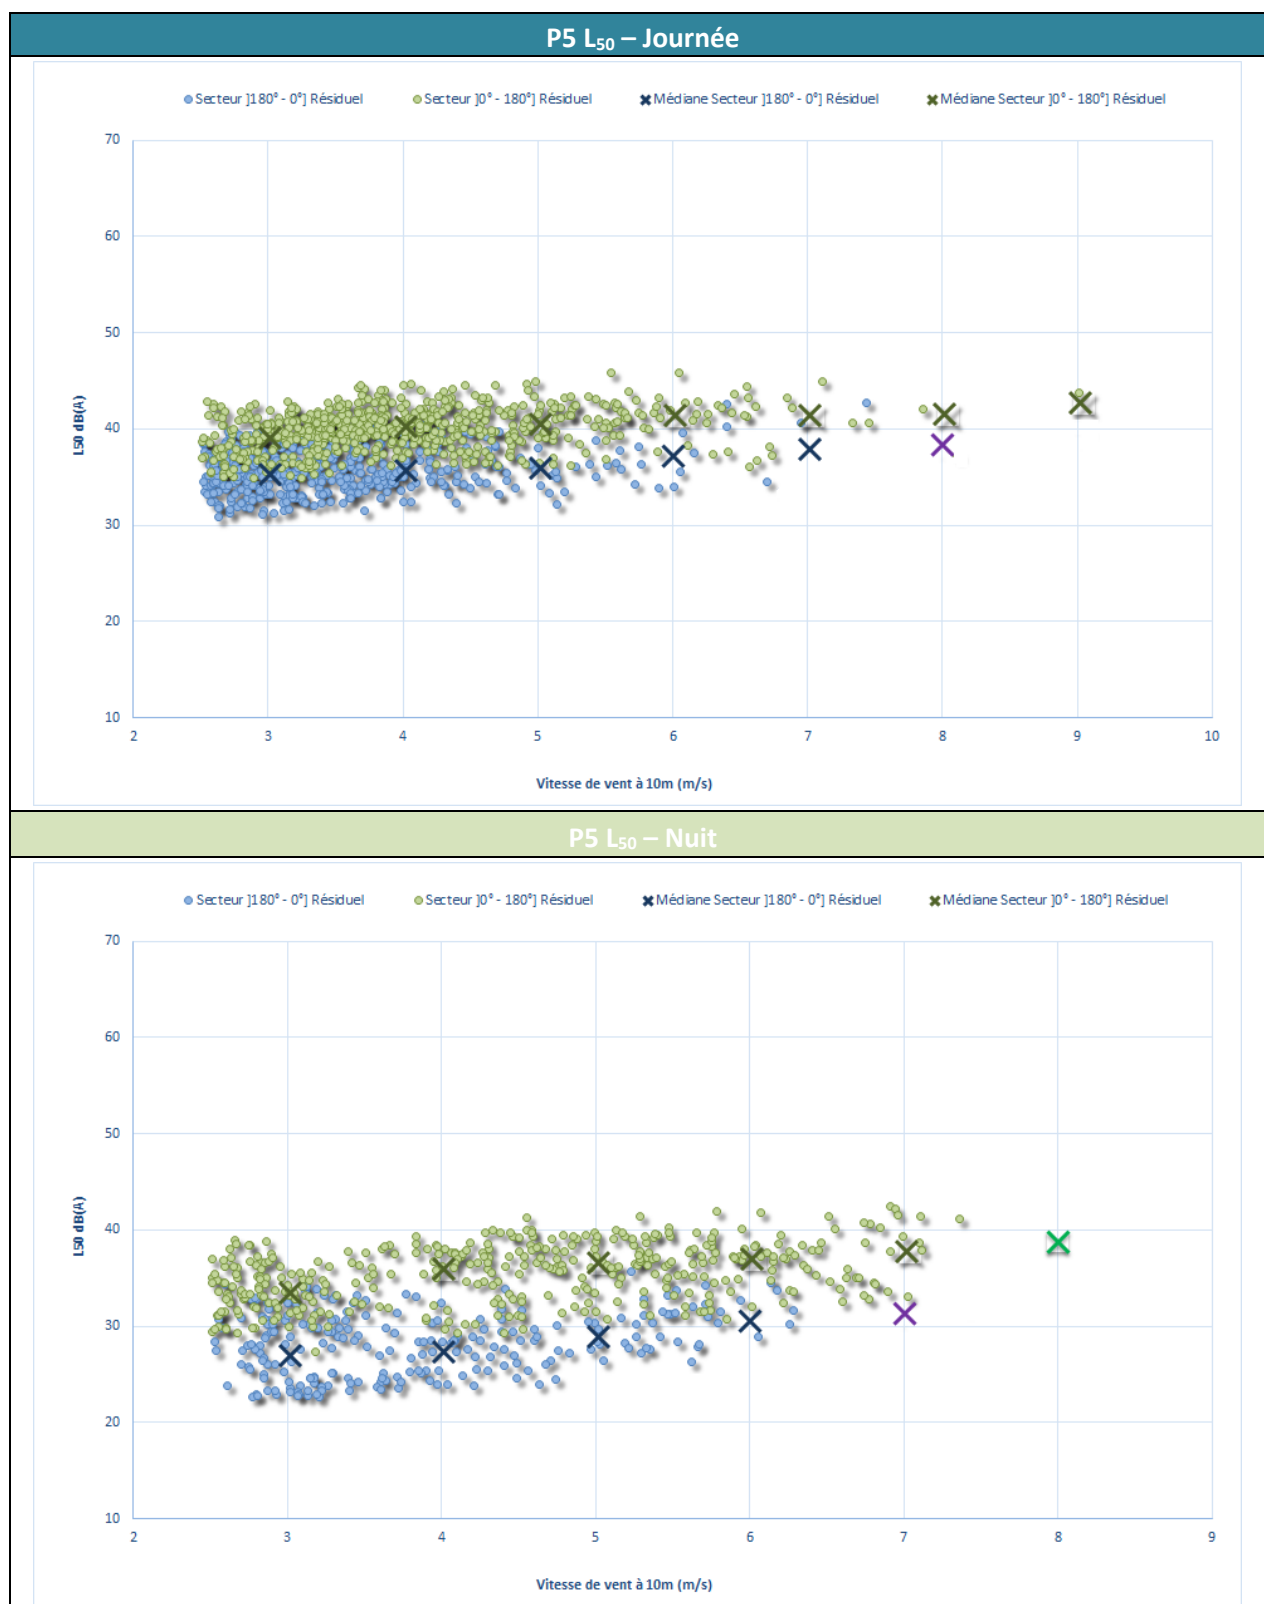 P5 L50 – Journée
Secteur ]180° - 0°] Résiduel Secteur ]0° - 180°] Résiduel Médiane Secteur ]180° - 0°] Résiduel Médiane Secteur ]0° - 180°] Résiduel
70
60
50
40
30
20
10
L50 dB(A)
2 3 4 5 6 7 8 9 10
Vitesse de vent à 10m (m/s)
P5 L50 – Nuit
Secteur ]180° - 0°] Résiduel Secteur ]0° - 180°] Résiduel Médiane Secteur ]180° - 0°] Résiduel Médiane Secteur ]0° - 180°] Résiduel
70
60
50
40
30
20
10
L50 dB(A)
2 3 4 5 6 7 8 9
Vitesse de vent à 10m (m/s)